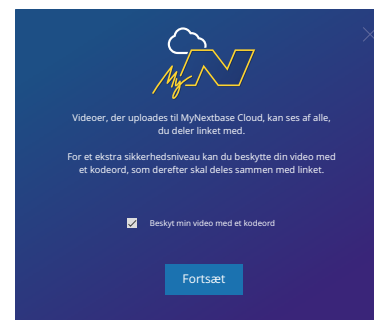 My N
Videoer, der uploades til MyNextbase Cloud, kan ses af alle,
du deler linket med.
For et ekstra sikkerhedsniveau kan du beskytte din video med
et kodeord, som derefter skal deles sammen med linket.
Beskyt min video med et kodeord
Fortsæt